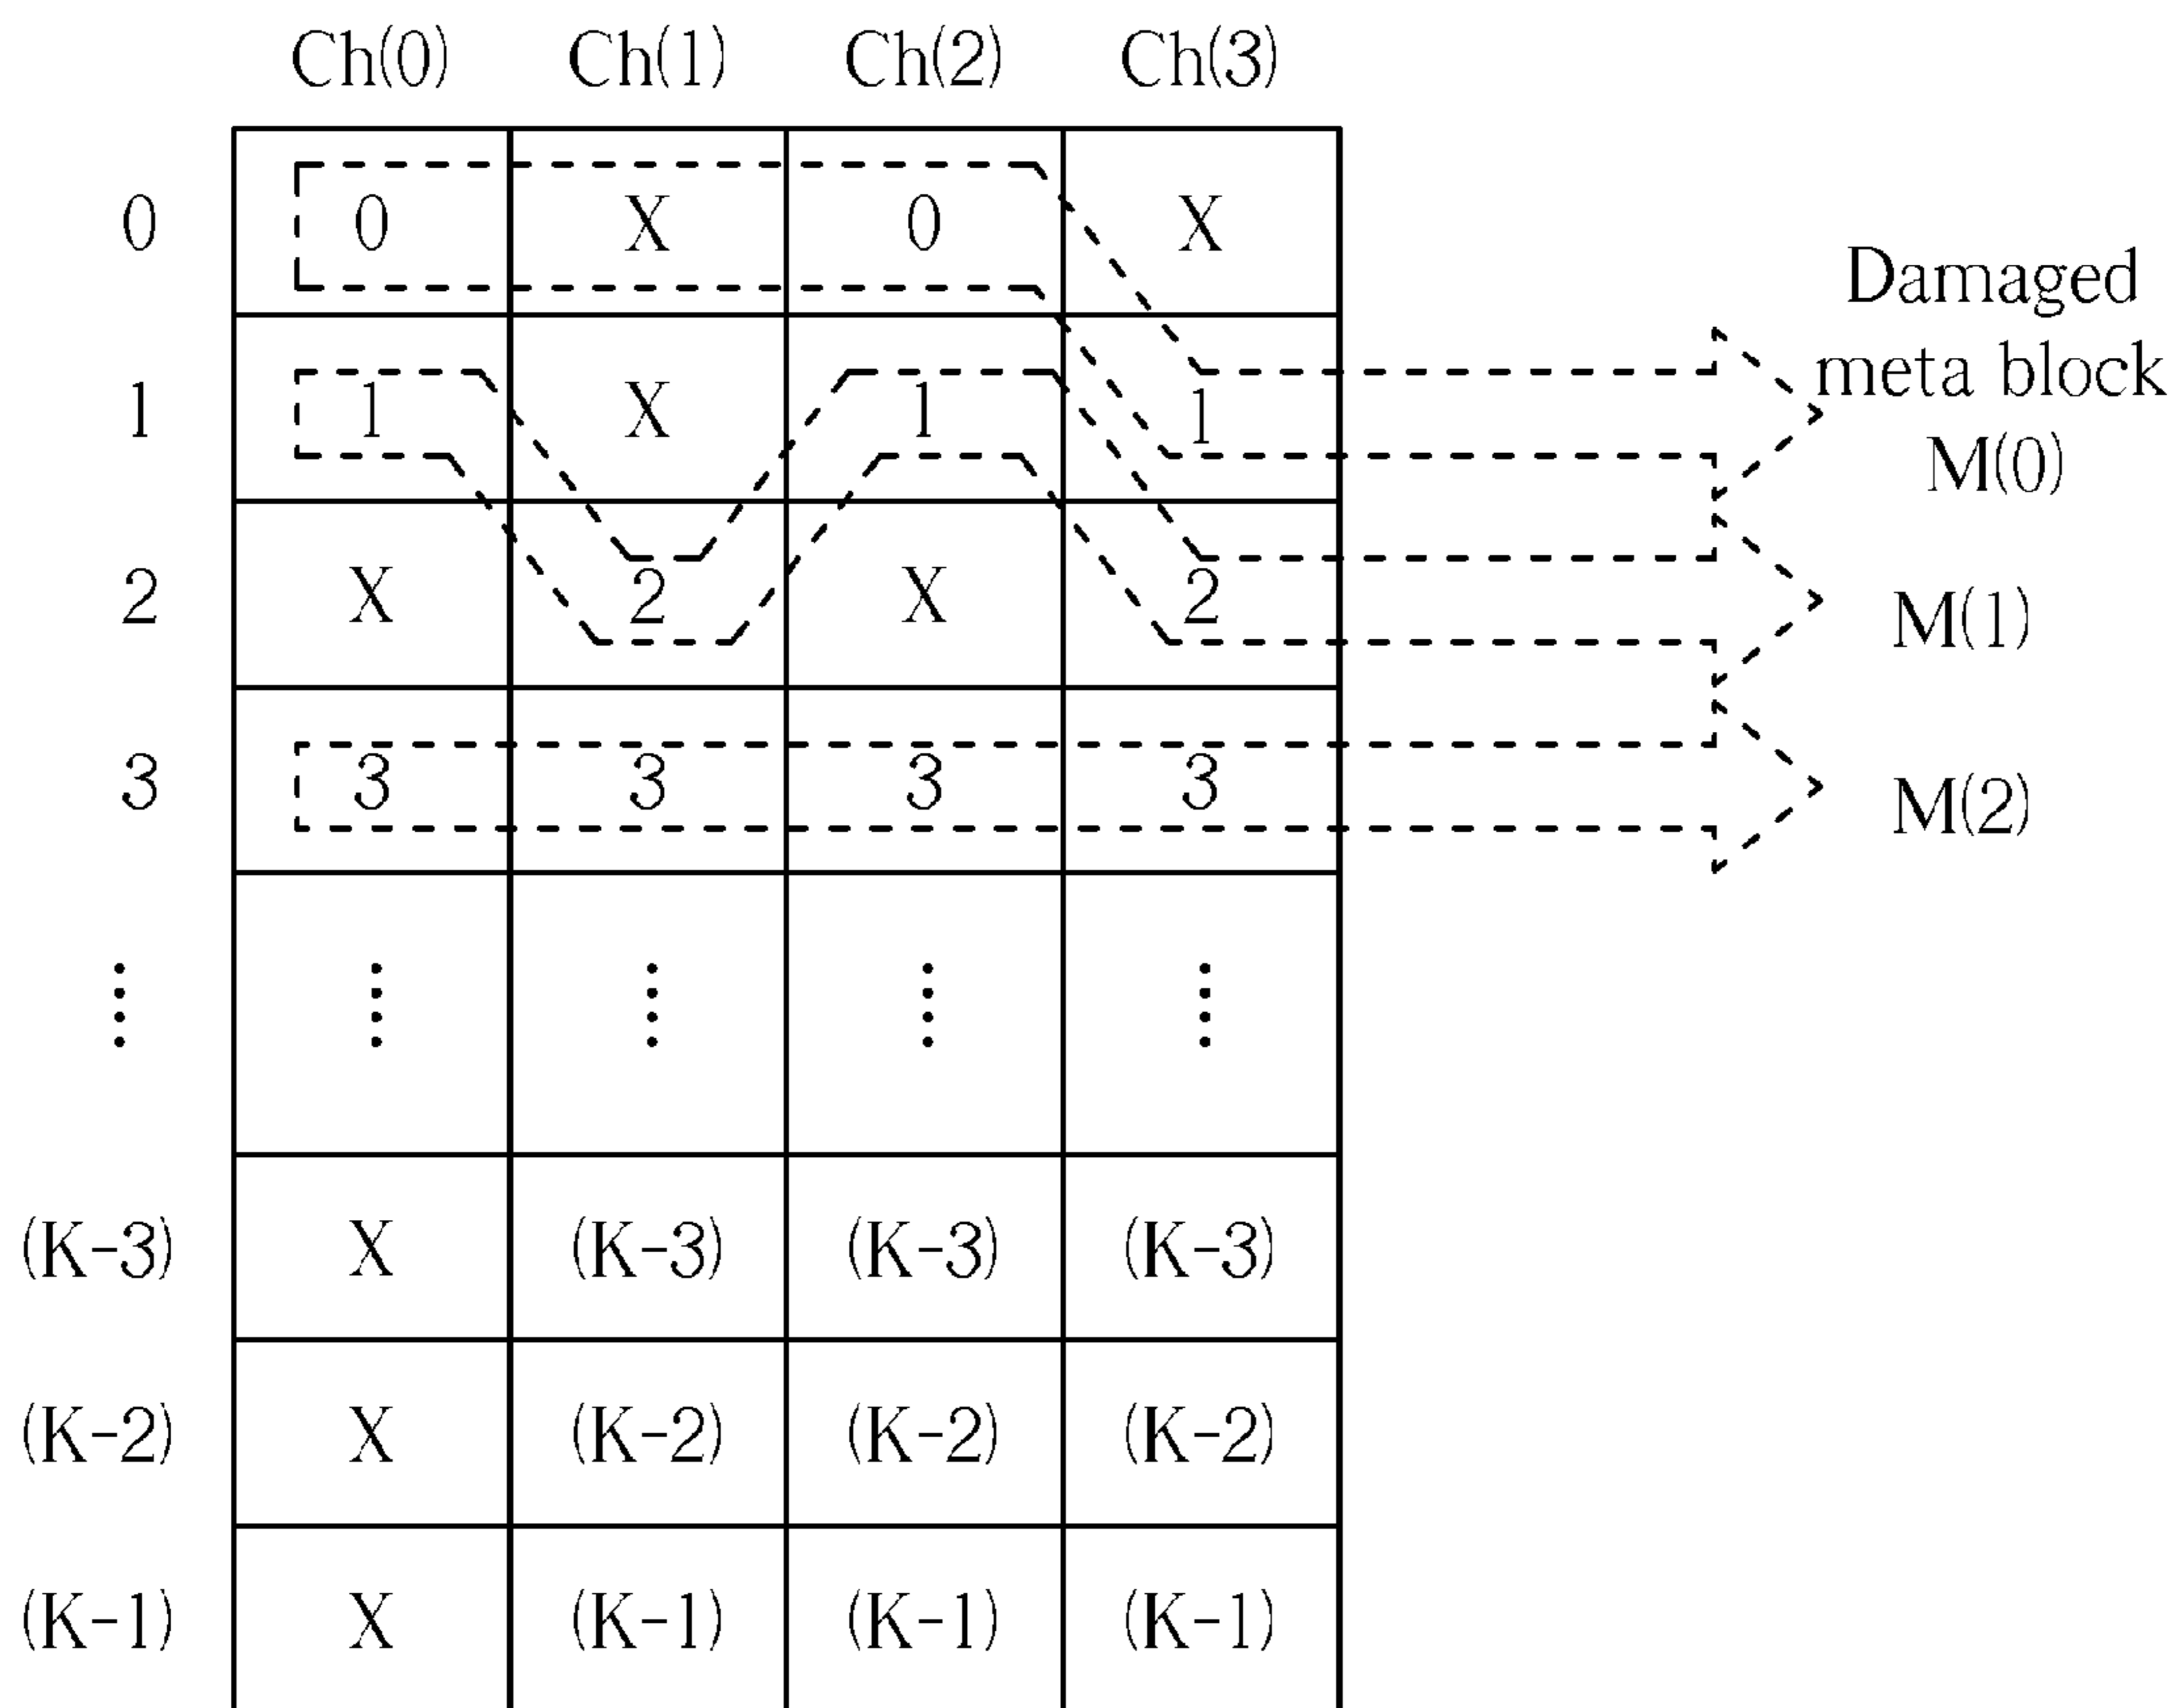 Ch(0) Ch(1) Ch(2) Ch(3)
0 0 X 0 X
Damaged
meta block
M(0)
1 1 X 1 1
2 X 2 X 2
M(1)
3 3 3 3 3
M(2)
(K-3) X (K-3) (K-3) (K-3)
(K-2) X (K-2) (K-2) (K-2)
(K-1) X (K-1) (K-1) (K-1)